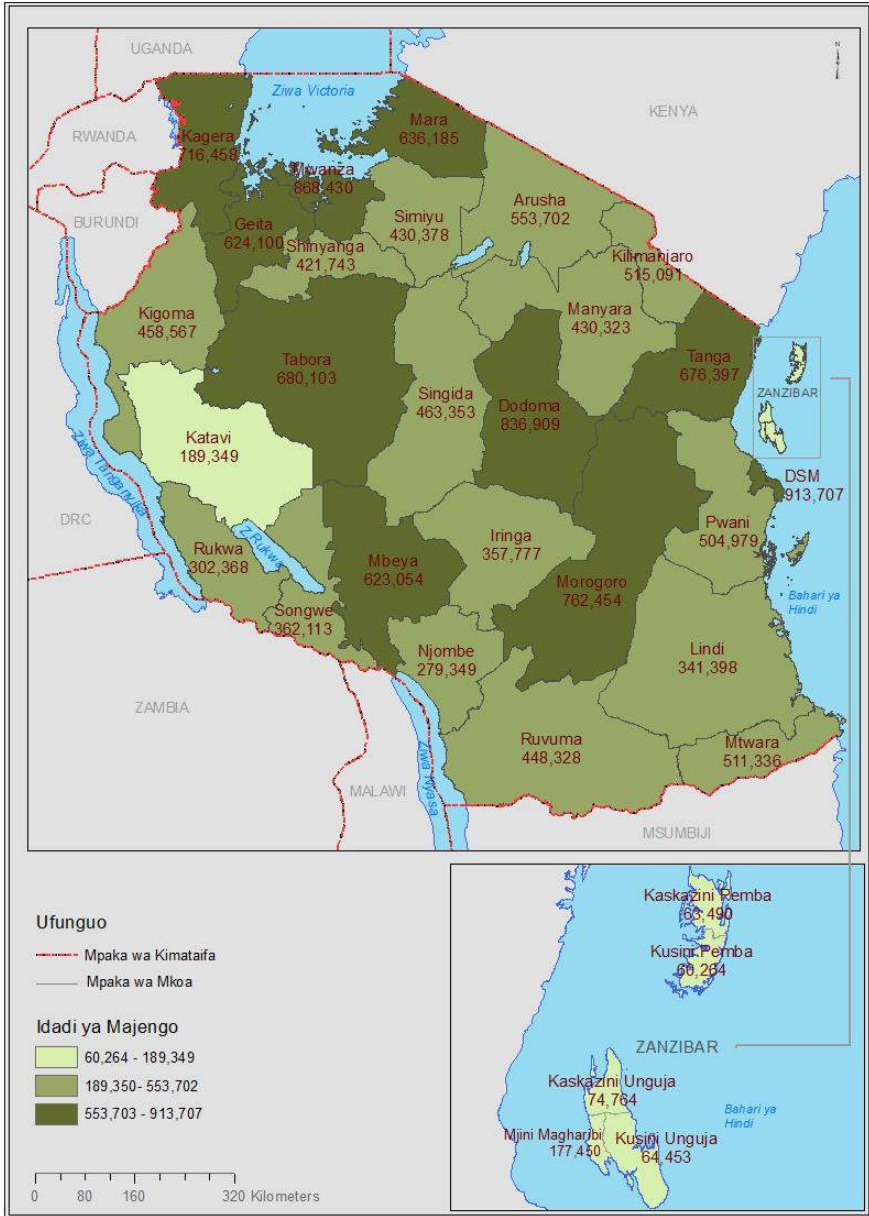 UGANDA
Ziwa Victoria
KENYA
RWANDA
BURUNDI
Kagera
716,458
Mwanza
868,430
Mara
636,185
Geita
624,100
Shinyanga
421,743
Simiyu
430,378
Arusha
553,702
Kilimanjaro
515,091
Kigoma
458,567
Tabora
680,103
Singida
463,353
Manyara
430,323
Dodoma
836,909
Tanga
676,397
ZANZIBAR
Katavi
189,349
DSM
913,707
Pwani
504,979
Ziwa Tanganyika
DRC
Rukwa
302,368
Z.Rukwa
Mbeya
623,054
Iringa
357,777
Morogoro
762,454
Bahari ya
Hindi
Songwe
362,113
Njombe
279,349
Lindi
341,398
ZAMBIA
Ruvuma
448,328
Mtwara
511,336
Ziwa Nyasa
MALAWI
MSUMBIJI
Ufunguo
Mpaka wa Kimataifa
Mpaka wa Mkoa
Idadi ya Majengo
60,264 - 189,349
189,350- 553,702
553,703 - 913,707
0 80 160 320 Kilometers
Kaskazini Pemba
63,490
Kusini Pemba
60,264
ZANZIBAR
Kaskazini Unguja
74,764
Mjini Magharibi
177,450
Kusini Unguja
64,453
Bahari ya
Hindi